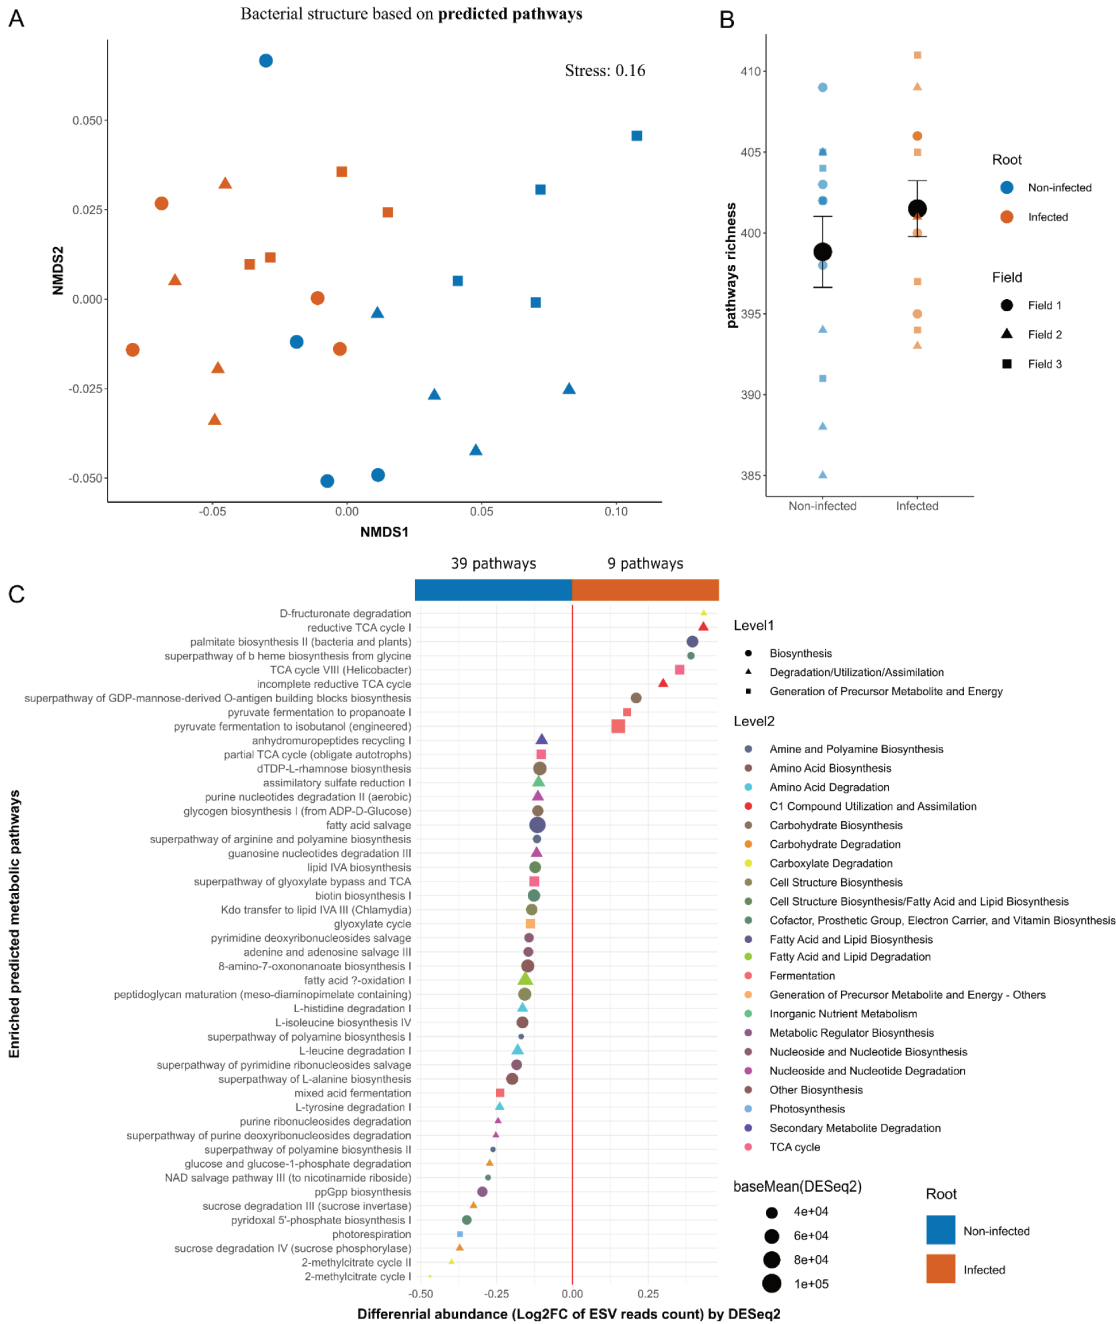 A
Bacterial structure based on predicted pathways
Stress: 0.16
0.050
0.025
0.000
-0.025
-0.050
NMDS2
-0.05
0.00
0.05
0.10
NMDS1
B
410
405
400
395
390
385
pathways richness
Non-infected
Infected
Root
Non-infected
Infected
Field
Field 1
Field 2
Field 3
C
39 pathways
9 pathways
Enriched predicted metabolic pathways
D-fructuronate degradation
reductive TCA cycle I
palmitate biosynthesis II (bacteria and plants)
superpathway of b heme biosynthesis from glycine
TCA cycle VIII (Helicobacter)
incomplete reductive TCA cycle
superpathway of GDP-mannose-derived O-antigen building blocks biosynthesis
pyruvate fermentation to propanoate I
pyruvate fermentation to isobutanol (engineered)
anhydromuropeptides recycling I
partial TCA cycle (obligate autotrophs)
dTDP-L-rhamnose biosynthesis
assimilatory sulfate reduction I
purine nucleotides degradation II (aerobic)
glycogen biosynthesis I (from ADP-D-Glucose)
fatty acid salvage
superpathway of arginine and polyamine biosynthesis
guanosine nucleotides degradation III
lipid IVA biosynthesis
superpathway of glyoxylate bypass and TCA
biotin biosynthesis I
Kdo transfer to lipid IVA III (Chlamydia)
glyoxylate cycle
pyrimidine deoxyribonucleosides salvage
adenine and adenosine salvage III
8-amino-7-oxononanoate biosynthesis I
fatty acid ?-oxidation I
peptidoglycan maturation (meso-diaminopimelate containing)
L-histidine degradation I
L-isoleucine biosynthesis IV
superpathway of polyamine biosynthesis I
L-leucine degradation I
superpathway of pyrimidine ribonucleosides salvage
superpathway of L-alanine biosynthesis
mixed acid fermentation
L-tyrosine degradation I
purine ribonucleosides degradation
superpathway of purine deoxyribonucleosides degradation
superpathway of polyamine biosynthesis II
glucose and glucose-1-phosphate degradation
NAD salvage pathway III (to nicotinamide riboside)
ppGpp biosynthesis
sucrose degradation III (sucrose invertase)
pyridoxal 5'-phosphate biosynthesis I
photorespiration
sucrose degradation IV (sucrose phosphorylase)
2-methylcitrate cycle II
2-methylcitrate cycle I
-0.50
-0.25
0.00
0.25
Differenrial abundance (Log2FC of ESV reads count) by DESeq2
Level1
Biosynthesis
Degradation/Utilization/Assimilation
Generation of Precursor Metabolite and Energy
Level2
Amine and Polyamine Biosynthesis
Amino Acid Biosynthesis
Amino Acid Degradation
C1 Compound Utilization and Assimilation
Carbohydrate Biosynthesis
Carbohydrate Degradation
Carboxylate Degradation
Cell Structure Biosynthesis
Cell Structure Biosynthesis/Fatty Acid and Lipid Biosynthesis
Cofactor, Prosthetic Group, Electron Carrier, and Vitamin Biosynthesis
Fatty Acid and Lipid Biosynthesis
Fatty Acid and Lipid Degradation
Fermentation
Generation of Precursor Metabolite and Energy - Others
Inorganic Nutrient Metabolism
Metabolic Regulator Biosynthesis
Nucleoside and Nucleotide Biosynthesis
Nucleoside and Nucleotide Degradation
Other Biosynthesis
Photosynthesis
Secondary Metabolite Degradation
TCA cycle
baseMean(DESeq2)
4e+04
6e+04
8e+04
1e+05
Root
Non-infected
Infected